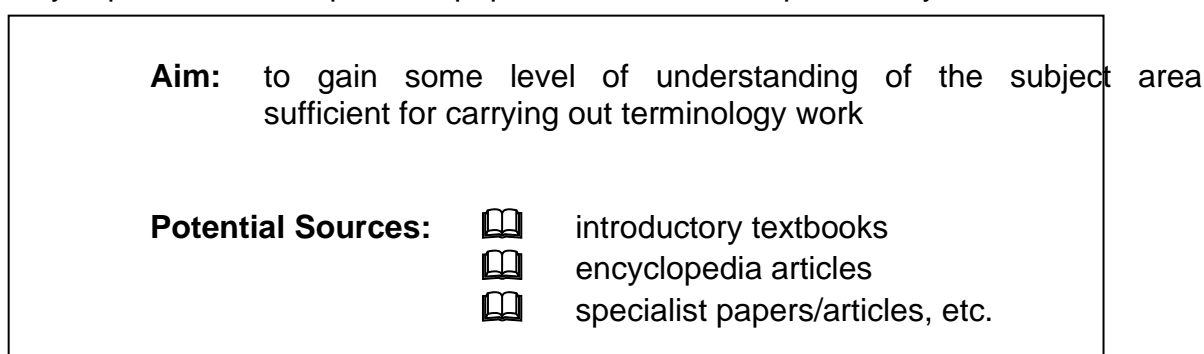 Aim: to gain some level of understanding of the subject area
sufficient for carrying out terminology work
Potential Sources: introductory textbooks
encyclopedia articles
specialist papers/articles, etc.